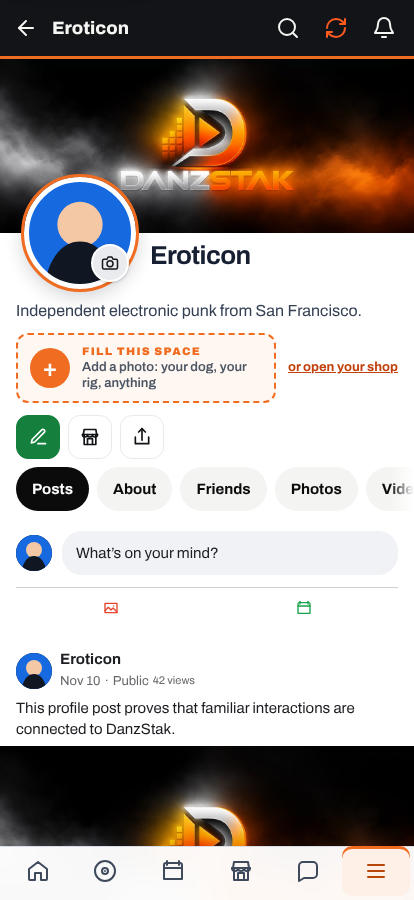 Eroticon
DANZSTAK
Eroticon
Independent electronic punk from San Francisco.
FILL THIS SPACE
Add a photo: your dog, your
rig, anything
or open your shop
Posts
About
Friends
Photos
Vide
What's on your mind?
Eroticon
Nov 10 · Public 42 views
This profile post proves that familiar interactions are
connected to DanzStak.